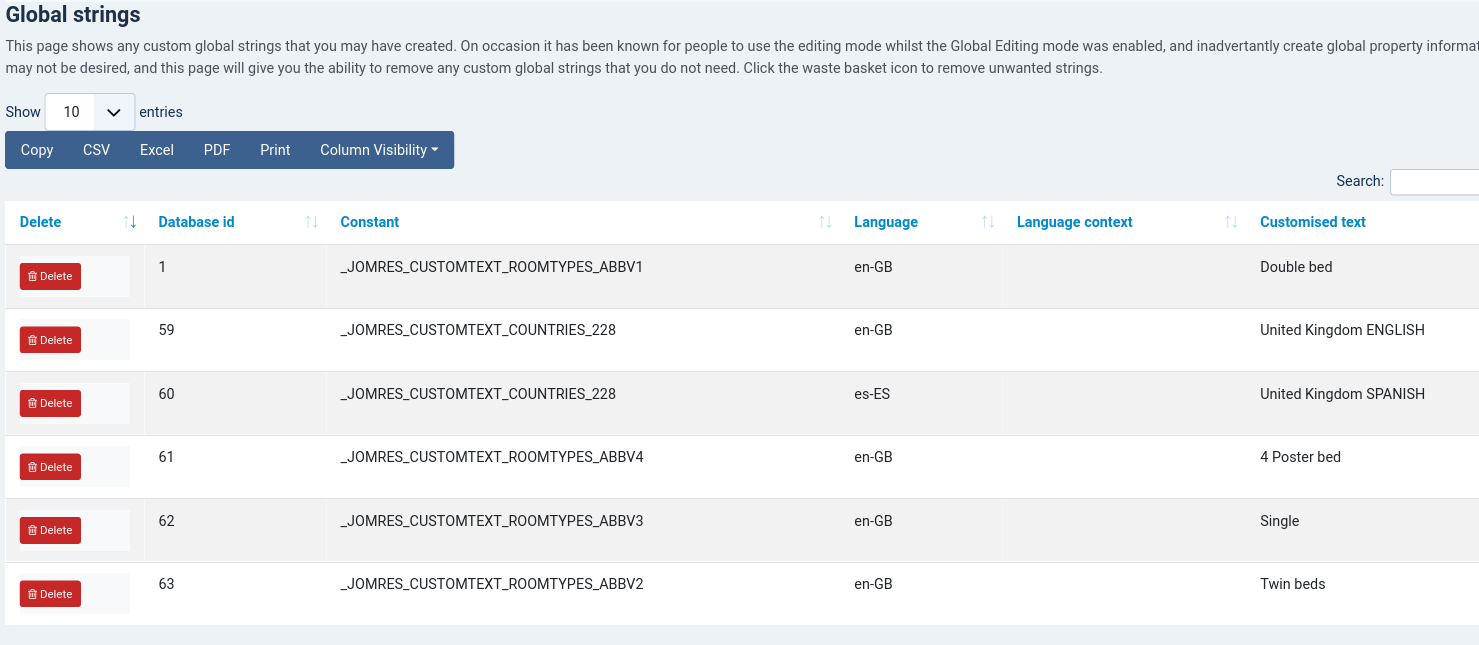 Global strings
This page shows any custom global strings that you may have created. On occasion it has been known for people to use the editing mode whilst the Global Editing mode was enabled, and inadvertently create global property
may not be desired, and this page will give you the ability to remove any custom global strings that you do not need. Click the waste basket icon to remove unwanted strings.
Show 10 entries
Copy CSV Excel PDF Print Column Visibility
Search:
Delete Database id Constant Language Language context Customised text
Delete 1 _JOMRES_CUSTOMTEXT_ROOMTYPES_ABBV1 en-GB Double bed
Delete 59 _JOMRES_CUSTOMTEXT_COUNTRIES_228 en-GB United Kingdom ENGLISH
Delete 60 _JOMRES_CUSTOMTEXT_COUNTRIES_228 es-ES United Kingdom SPANISH
Delete 61 _JOMRES_CUSTOMTEXT_ROOMTYPES_ABBV4 en-GB 4 Poster bed
Delete 62 _JOMRES_CUSTOMTEXT_ROOMTYPES_ABBV3 en-GB Single
Delete 63 _JOMRES_CUSTOMTEXT_ROOMTYPES_ABBV2 en-GB Twin beds